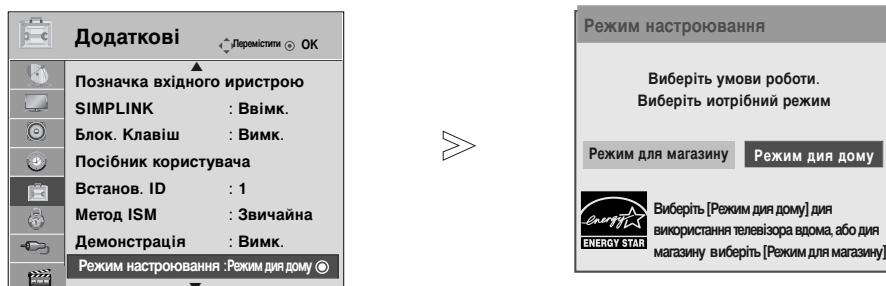 Додаткові
Перемістити OK
Позначка вхідного иристрою
SIMPLINK : Ввімк.
Блок. Клавіш : Вимк.
Посібник користувача
Встанов. ID : 1
Метод ISM : Звичайна
Демонстрація : Вимк.
Режим настроювання : Режим дия дому
Режим настроювання
Виберіть умови роботи.
Виберіть иотрібний режим
Режим для магазину Режим дия дому
energy
ENERGY STAR
Виберіть [Режим дия дому] дия
використання телевізора вдома, або дия
магазину виберіть [Режим для магазину]